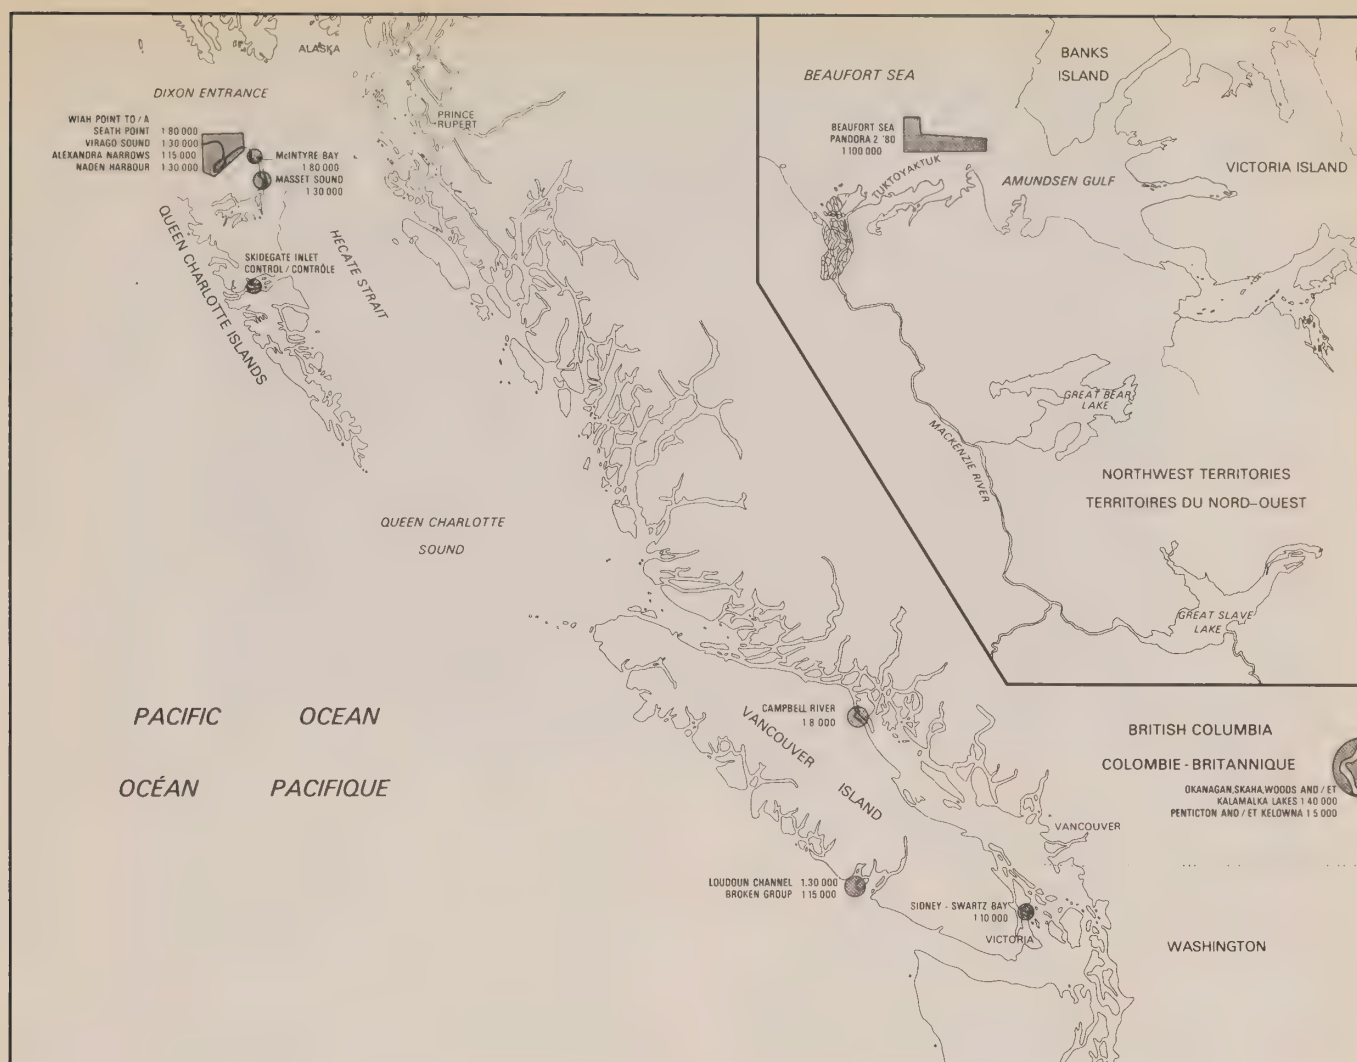 ALASKA
DIXON ENTRANCE
PRINCE
RUPERT
WIAH POINT TO / A
SEATH POINT 1 80 000
VIRAGO SOUND 1 30 000
ALEXANDRA NARROWS 1 15 000
NADEN HARBOUR 1 30 000
McINTYRE BAY
1 80 000
MASSET SOUND
1 30 000
QUEEN CHARLOTTE ISLANDS
HECATE STRAIT
SKIDEGATE INLET
CONTROL / CONTRÔLE
QUEEN CHARLOTTE
SOUND
PACIFIC OCEAN
OCÉAN PACIFIQUE
CAMPBELL RIVER
1 8 000
VANCOUVER
ISLAND
LOUDOUN CHANNEL 1.30 000
BROKEN GROUP 1 15 000
SIDNEY - SWARTZ BAY
1 10 000
VICTORIA
VANCOUVER
BEAUFORT SEA
BANKS
ISLAND
BEAUFORT SEA
PANDORA 2 '80
1 100 000
TUKTOYAKTUK
AMUNDSEN GULF
VICTORIA ISLAND
GREAT BEAR
LAKE
MACKENZIE RIVER
NORTHWEST TERRITORIES
TERRITOIRES DU NORD-OUEST
GREAT SLAVE
LAKE
BRITISH COLUMBIA
COLOMBIE - BRITANNIQUE
OKANAGAN, SKAHA, WOODS AND / ET
KALAMALKA LAKES 1 40 000
PENTICTON AND / ET KELOWNA 1 5 000
WASHINGTON